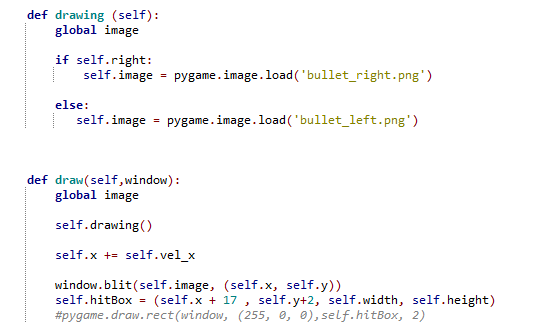 def drawing (self):
    global image
    if self.right:
        self.image = pygame.image.load('bullet_right.png')
    else:
       self.image = pygame.image.load('bullet_left.png')
def draw(self,window):
    global image
    self.drawing()
    self.x += self.vel_x
    window.blit(self.image, (self.x, self.y))
    self.hitBox = (self.x + 17 , self.y+2, self.width, self.height)
    #pygame.draw.rect(window, (255, 0, 0),self.hitBox, 2)